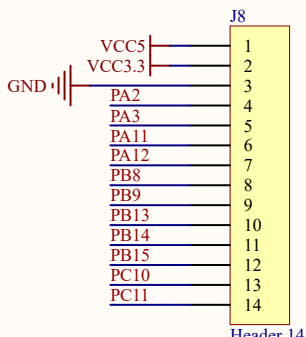 J8
VCC5 1
VCC3.3 2
GND 3
PA2 4
PA3 5
PA11 6
PA12 7
PB8 8
PB9 9
PB13 10
PB14 11
PB15 12
PC10 13
PC11 14
Header 14